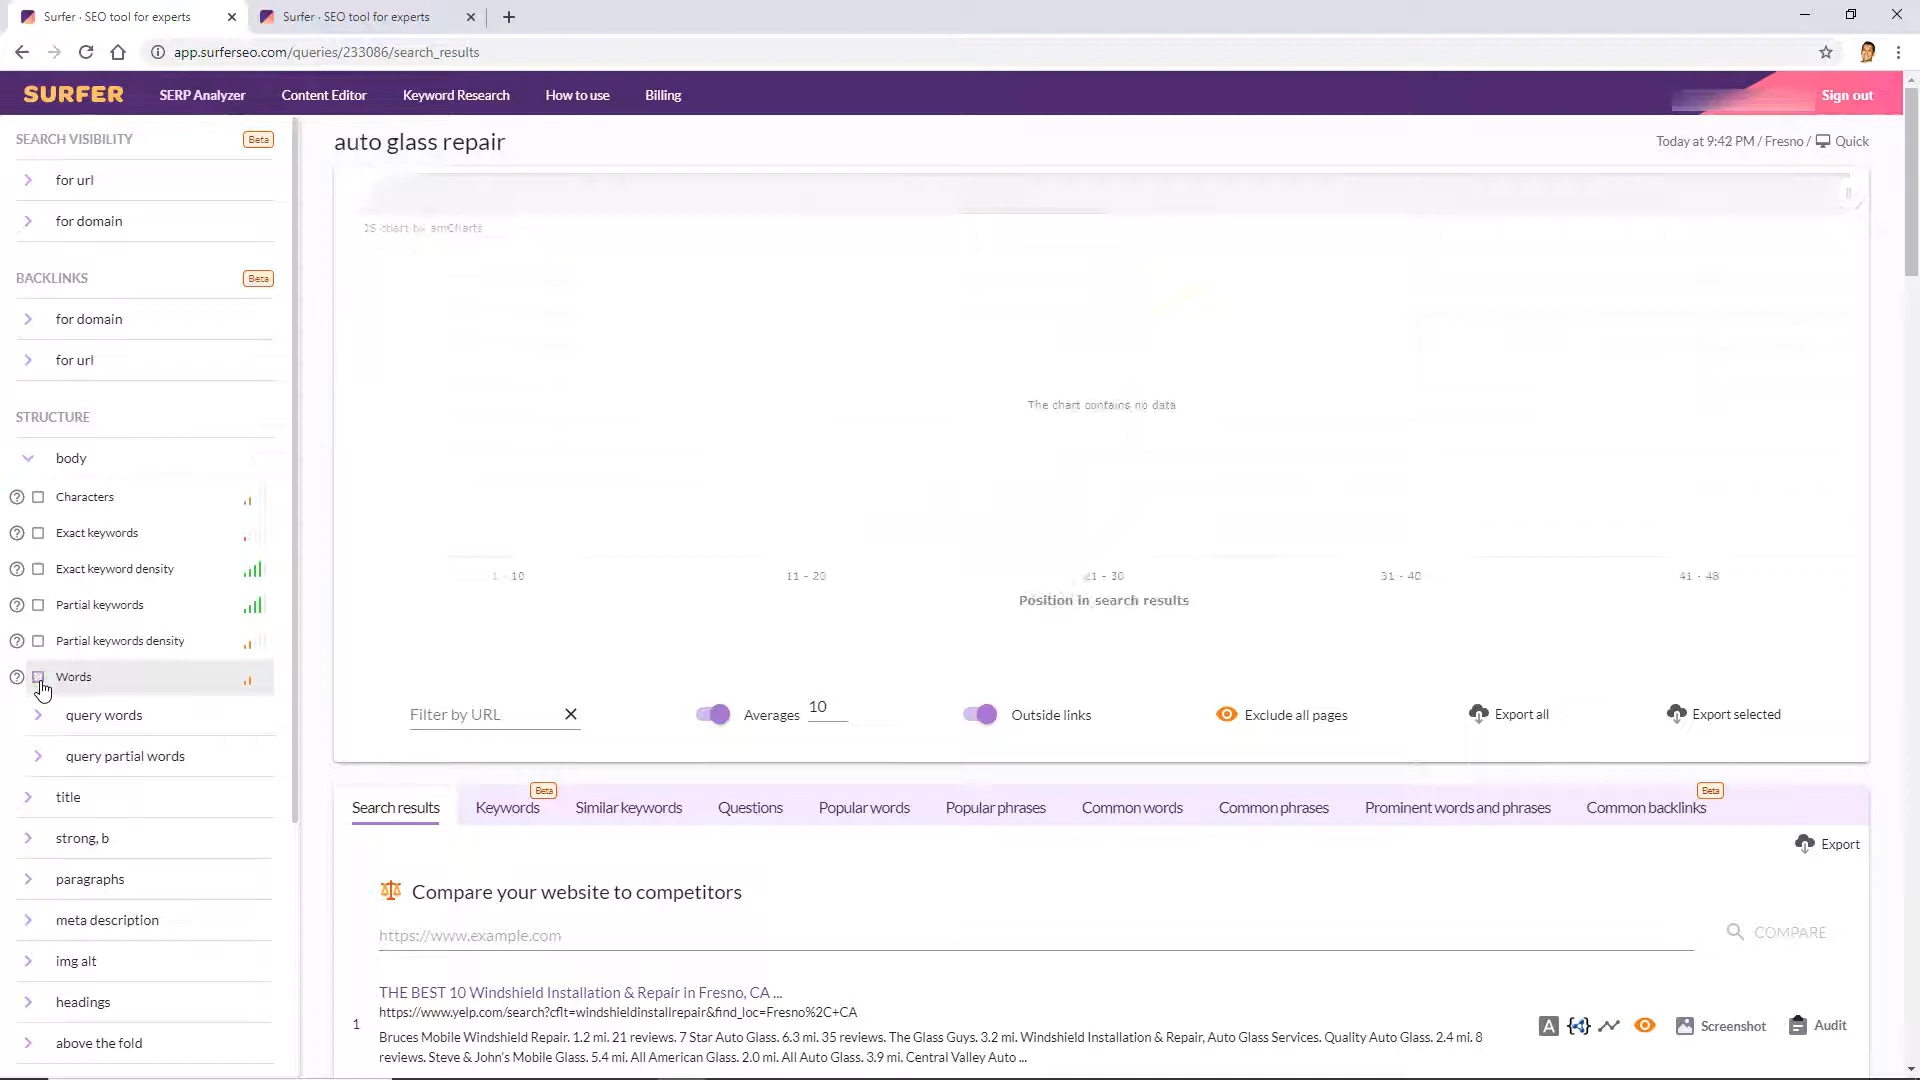 Surfer · SEO tool for experts
Surfer · SEO tool for experts
app.surferseo.com/queries/233086/search_results
SURFER
SERP Analyzer
Content Editor
Keyword Research
How to use
Billing
Sign out
SEARCH VISIBILITY
Beta
for url
for domain
BACKLINKS
Beta
for domain
for url
STRUCTURE
body
Characters
Exact keywords
Exact keyword density
Partial keywords
Partial keywords density
Words
query words
query partial words
title
strong, b
paragraphs
meta description
img alt
headings
above the fold
auto glass repair
Today at 9:42 PM / Fresno / Quick
JS chart by amCharts
The chart contains no data
1 - 10
11 - 20
21 - 30
31 - 40
41 - 48
Position in search results
Filter by URL
Averages
10
Outside links
Exclude all pages
Export all
Export selected
Search results
Keywords
Beta
Similar keywords
Questions
Popular words
Popular phrases
Common words
Common phrases
Prominent words and phrases
Common backlinks
Beta
Export
Compare your website to competitors
https://www.example.com
COMPARE
1
THE BEST 10 Windshield Installation & Repair in Fresno, CA ...
https://www.yelp.com/search?cflt=windshieldinstallrepair&find_loc=Fresno%2C+CA
Bruces Mobile Windshield Repair. 1.2 mi. 21 reviews. 7 Star Auto Glass. 6.3 mi. 35 reviews. The Glass Guys. 3.2 mi. Windshield Installation & Repair, Auto Glass Services. Quality Auto Glass. 2.4 mi. 8
reviews. Steve & John's Mobile Glass. 5.4 mi. All American Glass. 2.0 mi. All Auto Glass. 3.9 mi. Central Valley Auto ...
A
Screenshot
Audit